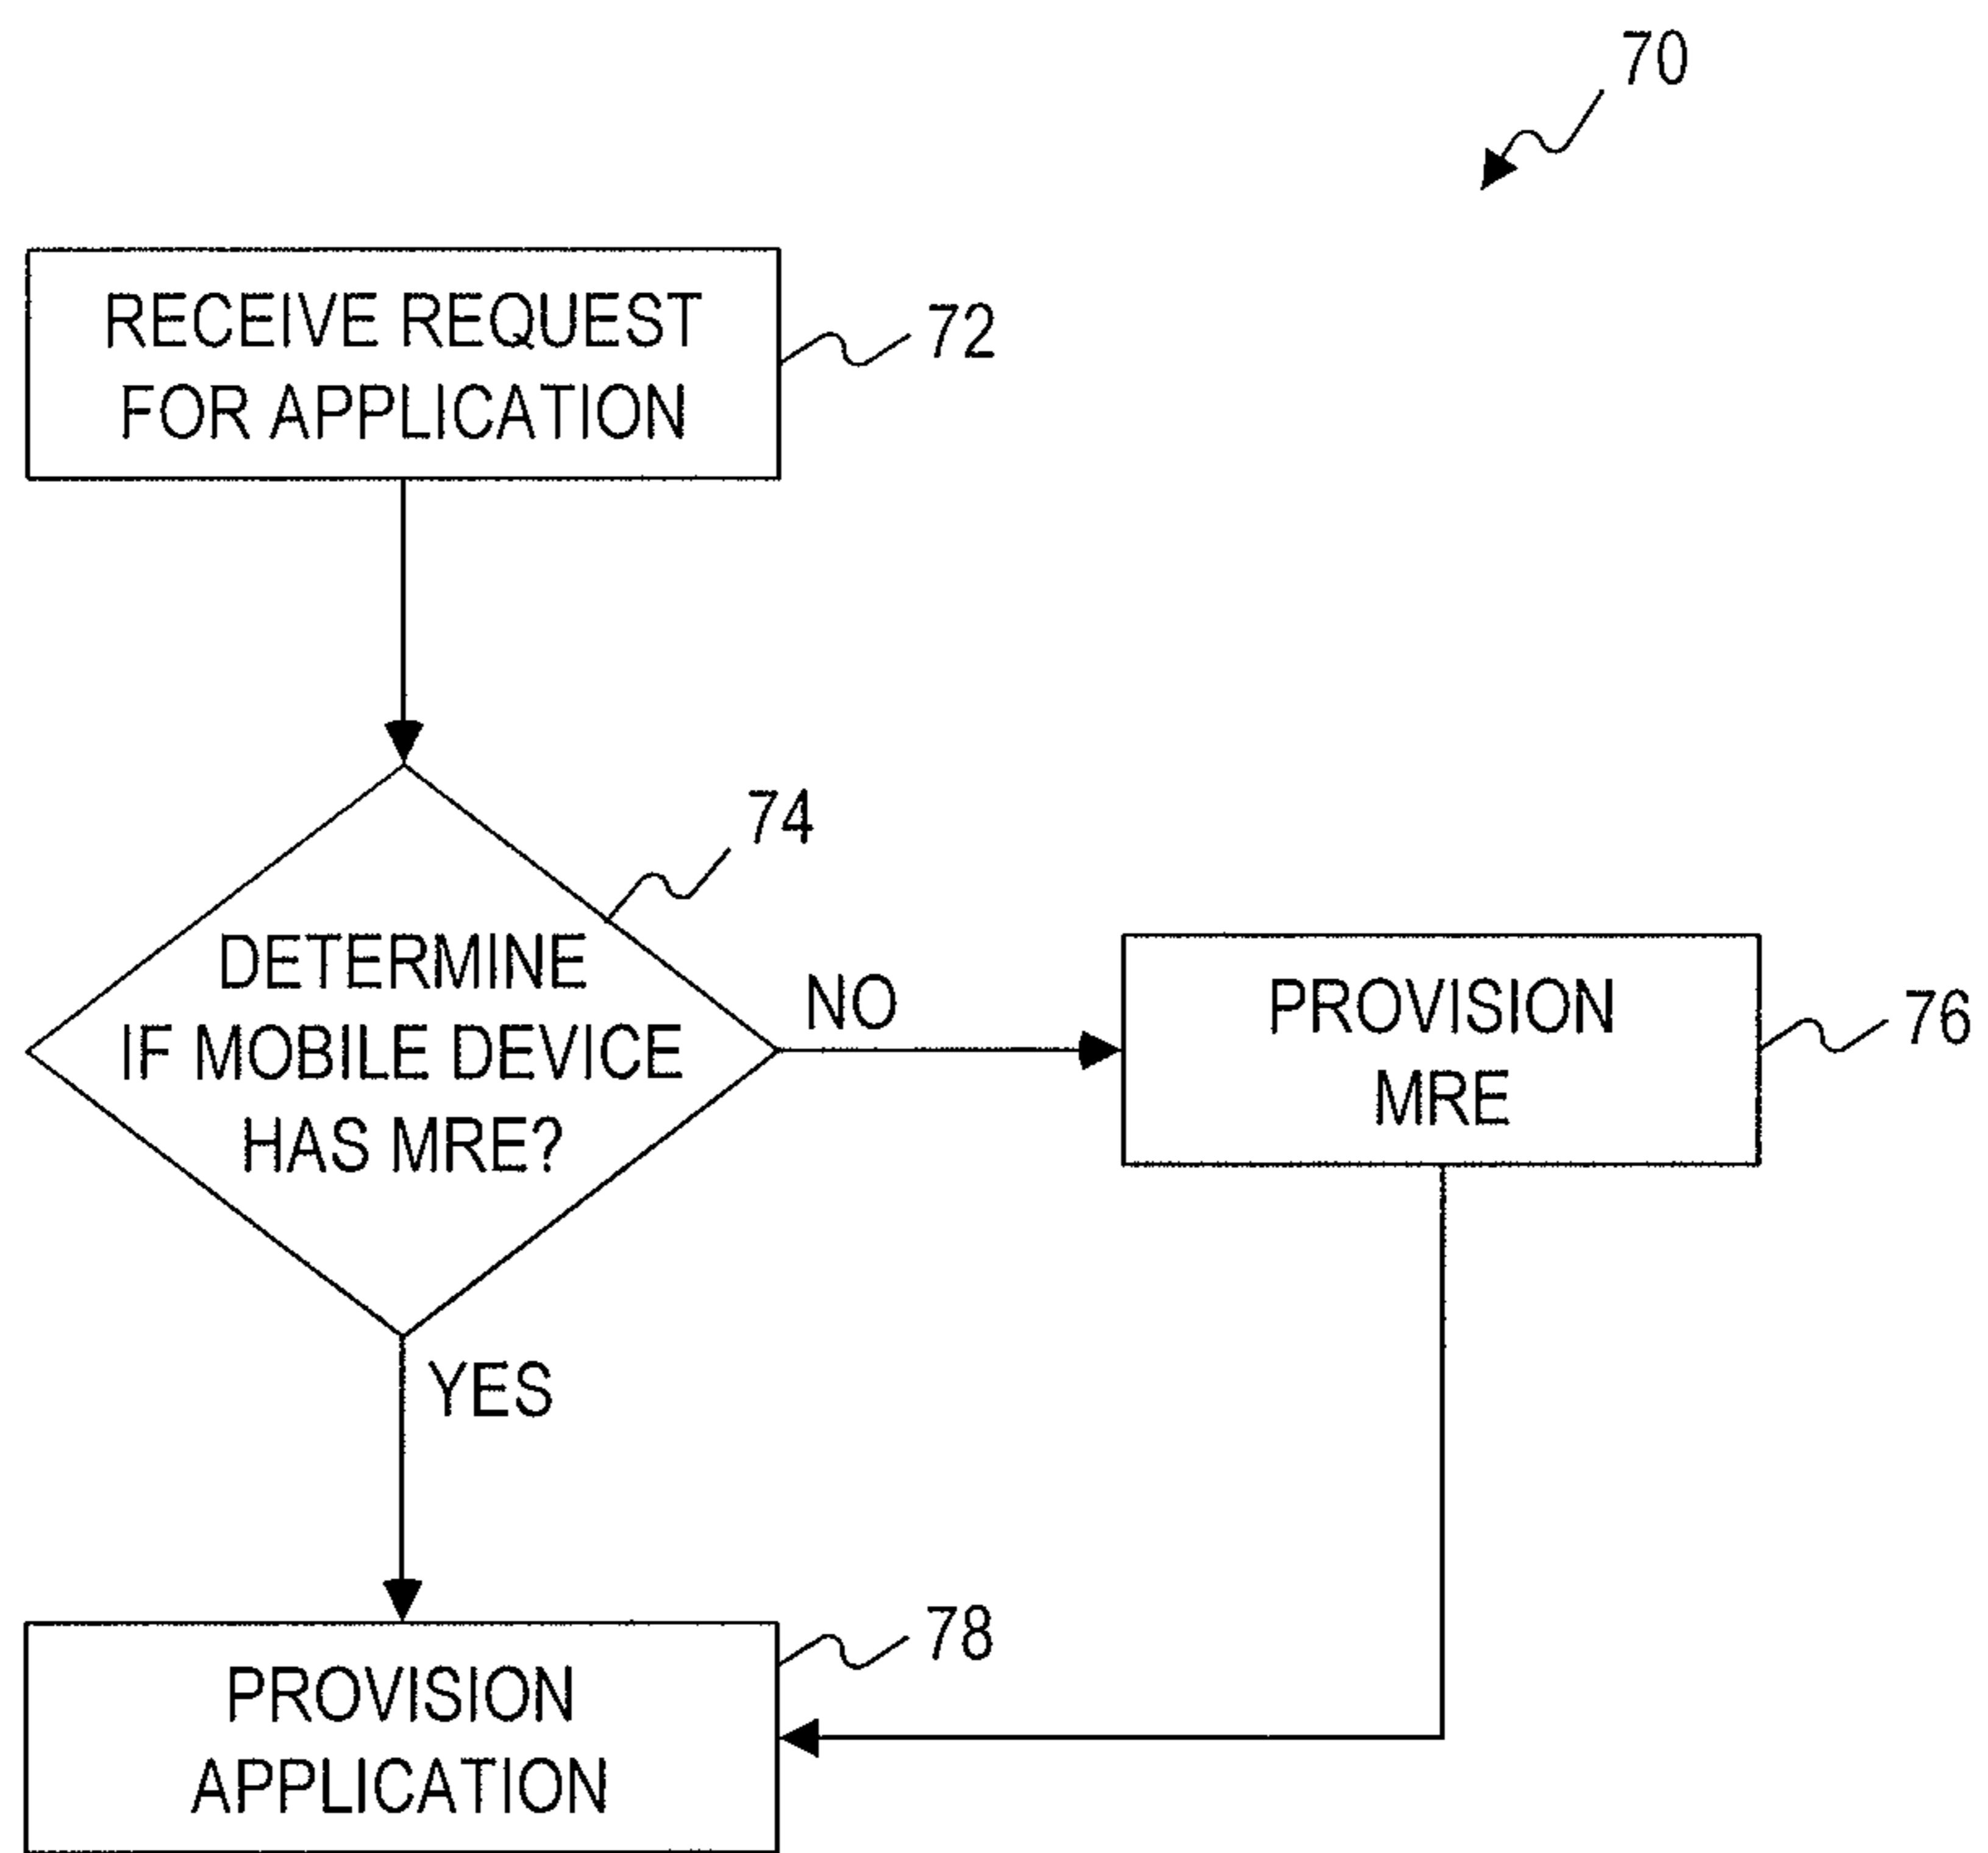 70
RECEIVE REQUEST
FOR APPLICATION
72
74
DETERMINE
IF MOBILE DEVICE
HAS MRE?
NO
PROVISION
MRE
76
YES
78
PROVISION
APPLICATION